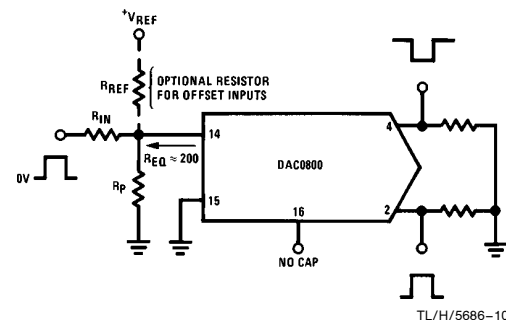 +VREF
RREF
OPTIONAL RESISTOR
FOR OFFSET INPUTS
RIN
14
4
REQ ≈ 200
DAC0800
0V
RP
15
16
2
NO CAP
TL/H/5686–10